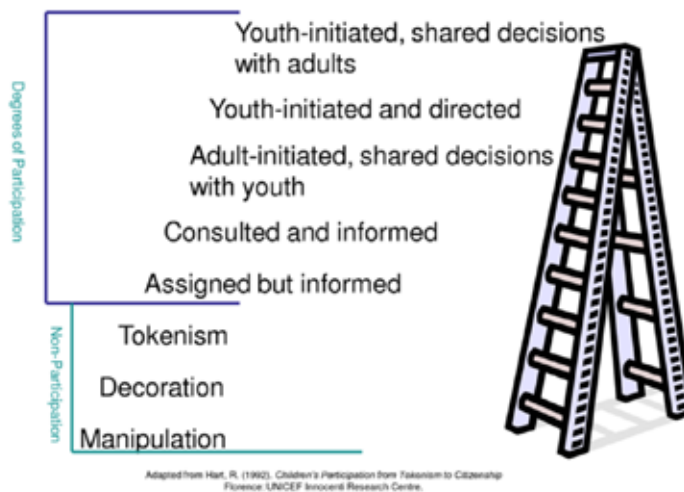 Youth-initiated, shared decisions
with adults
Youth-initiated and directed
Adult-initiated, shared decisions
with youth
Consulted and informed
Assigned but informed
Degrees of Participation
Tokenism
Decoration
Manipulation
Non-Participation
Adapted from Hart, R. (1992). Children's Participation from Tokenism to Citizenship
Florence: UNICEF Innocenti Research Centre.